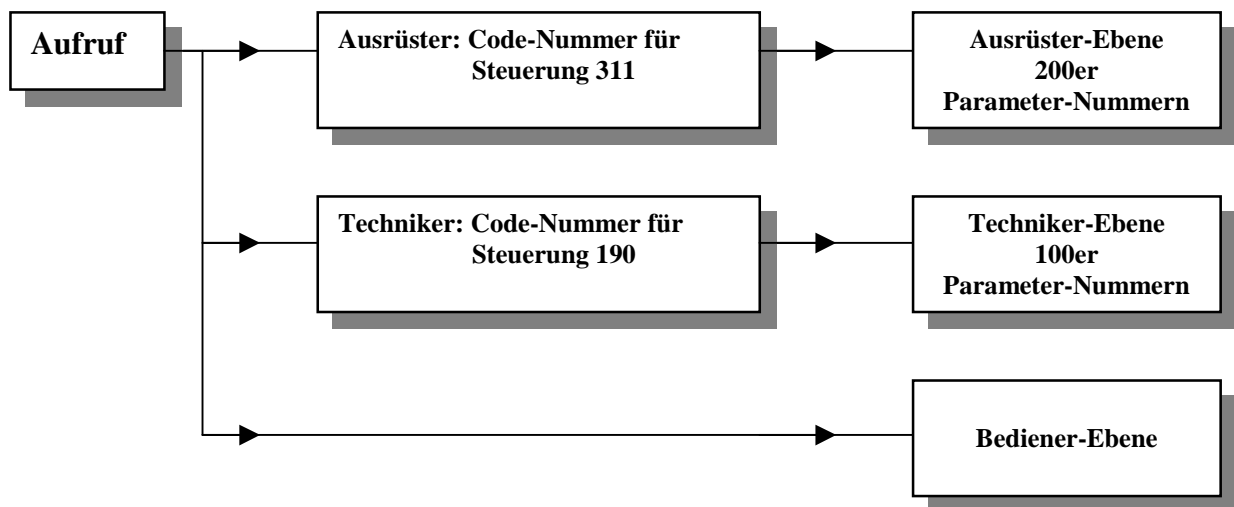 Aufruf
Ausrüster: Code-Nummer für
Steuerung 311
Ausrüster-Ebene
200er
Parameter-Nummern
Techniker: Code-Nummer für
Steuerung 190
Techniker-Ebene
100er
Parameter-Nummern
Bediener-Ebene